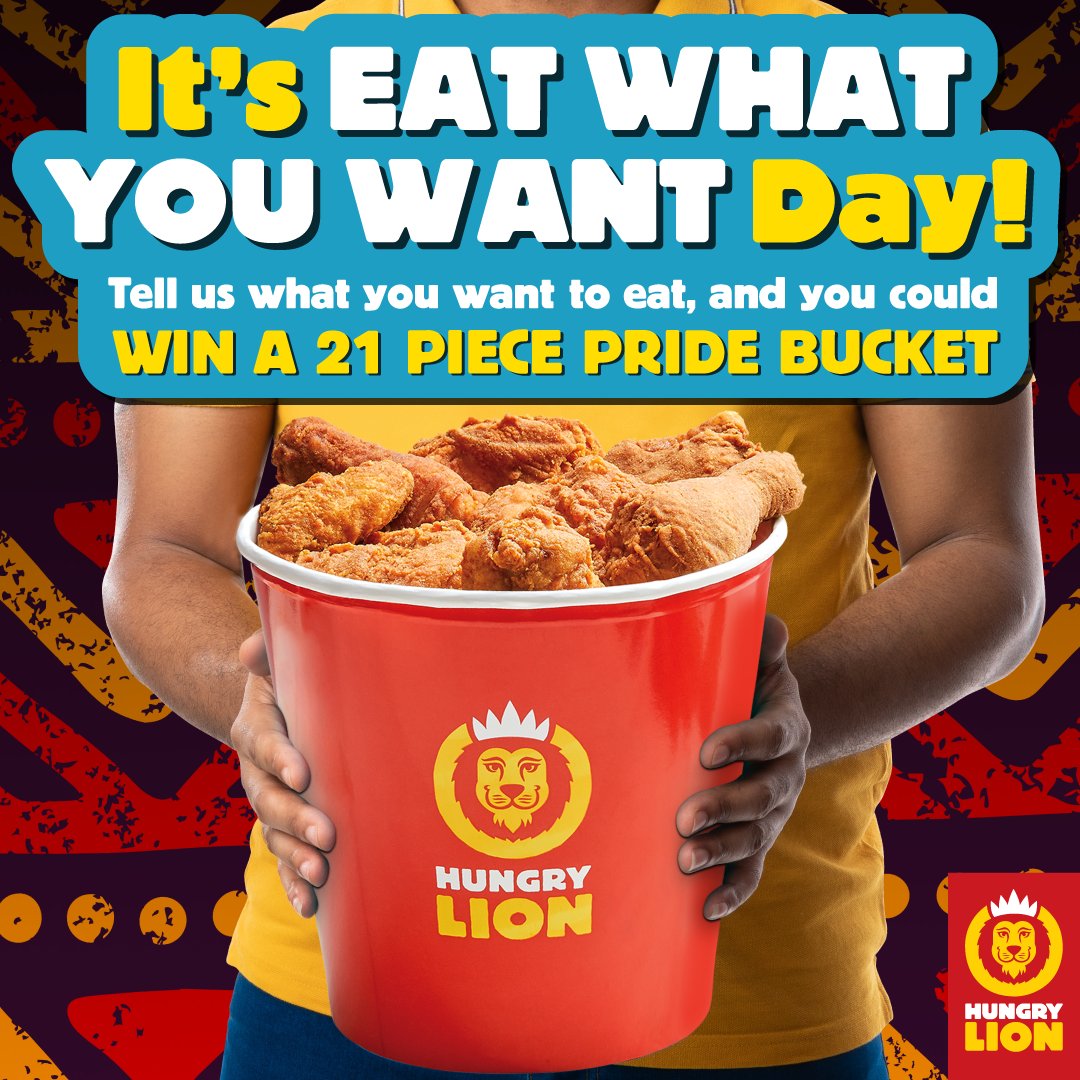 It's EAT WHAT
YOU WANT Day!
Tell us what you want to eat, and you could
WIN A 21 PIECE PRIDE BUCKET
HUNGRY
LION
HUNGRY
LION